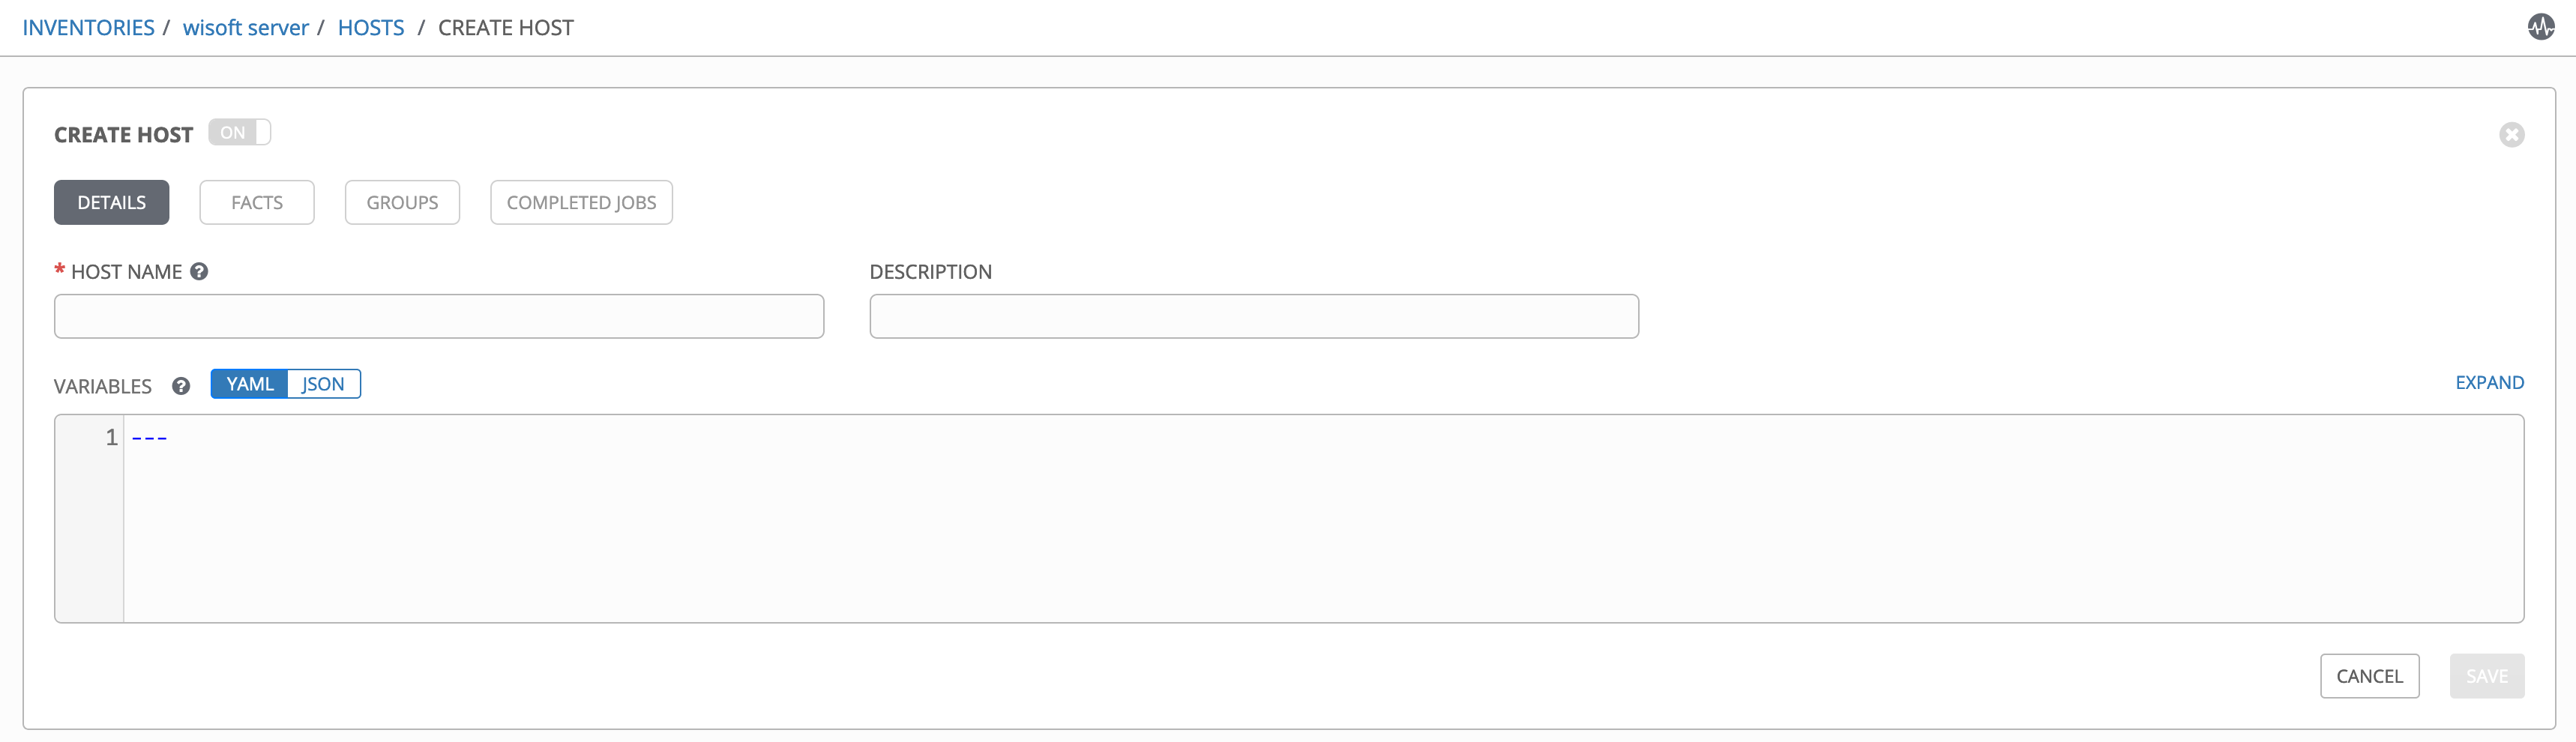 INVENTORIES / wisoft server / HOSTS / CREATE HOST
CREATE HOST ON
DETAILS FACTS GROUPS COMPLETED JOBS
* HOST NAME ? DESCRIPTION
VARIABLES ? YAML JSON EXPAND
1 ---
CANCEL SAVE